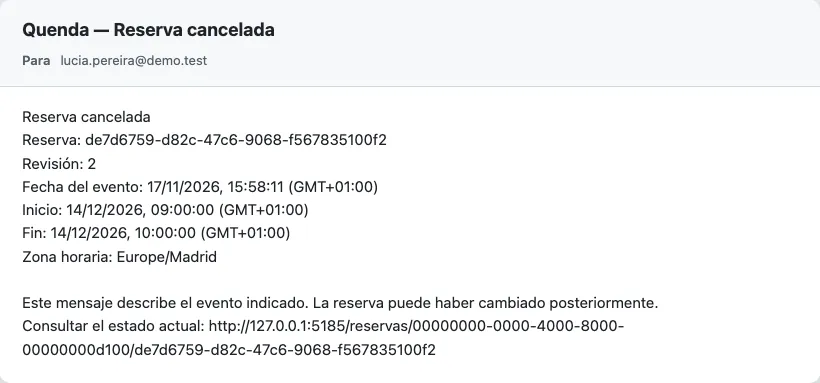 Quenda — Reserva cancelada
Para lucia.pereira@demo.test
Reserva cancelada
Reserva: de7d6759-d82c-47c6-9068-f567835100f2
Revisión: 2
Fecha del evento: 17/11/2026, 15:58:11 (GMT+01:00)
Inicio: 14/12/2026, 09:00:00 (GMT+01:00)
Fin: 14/12/2026, 10:00:00 (GMT+01:00)
Zona horaria: Europe/Madrid
Este mensaje describe el evento indicado. La reserva puede haber cambiado posteriormente.
Consultar el estado actual: http://127.0.0.1:5185/reservas/00000000-0000-4000-8000-
00000000d100/de7d6759-d82c-47c6-9068-f567835100f2